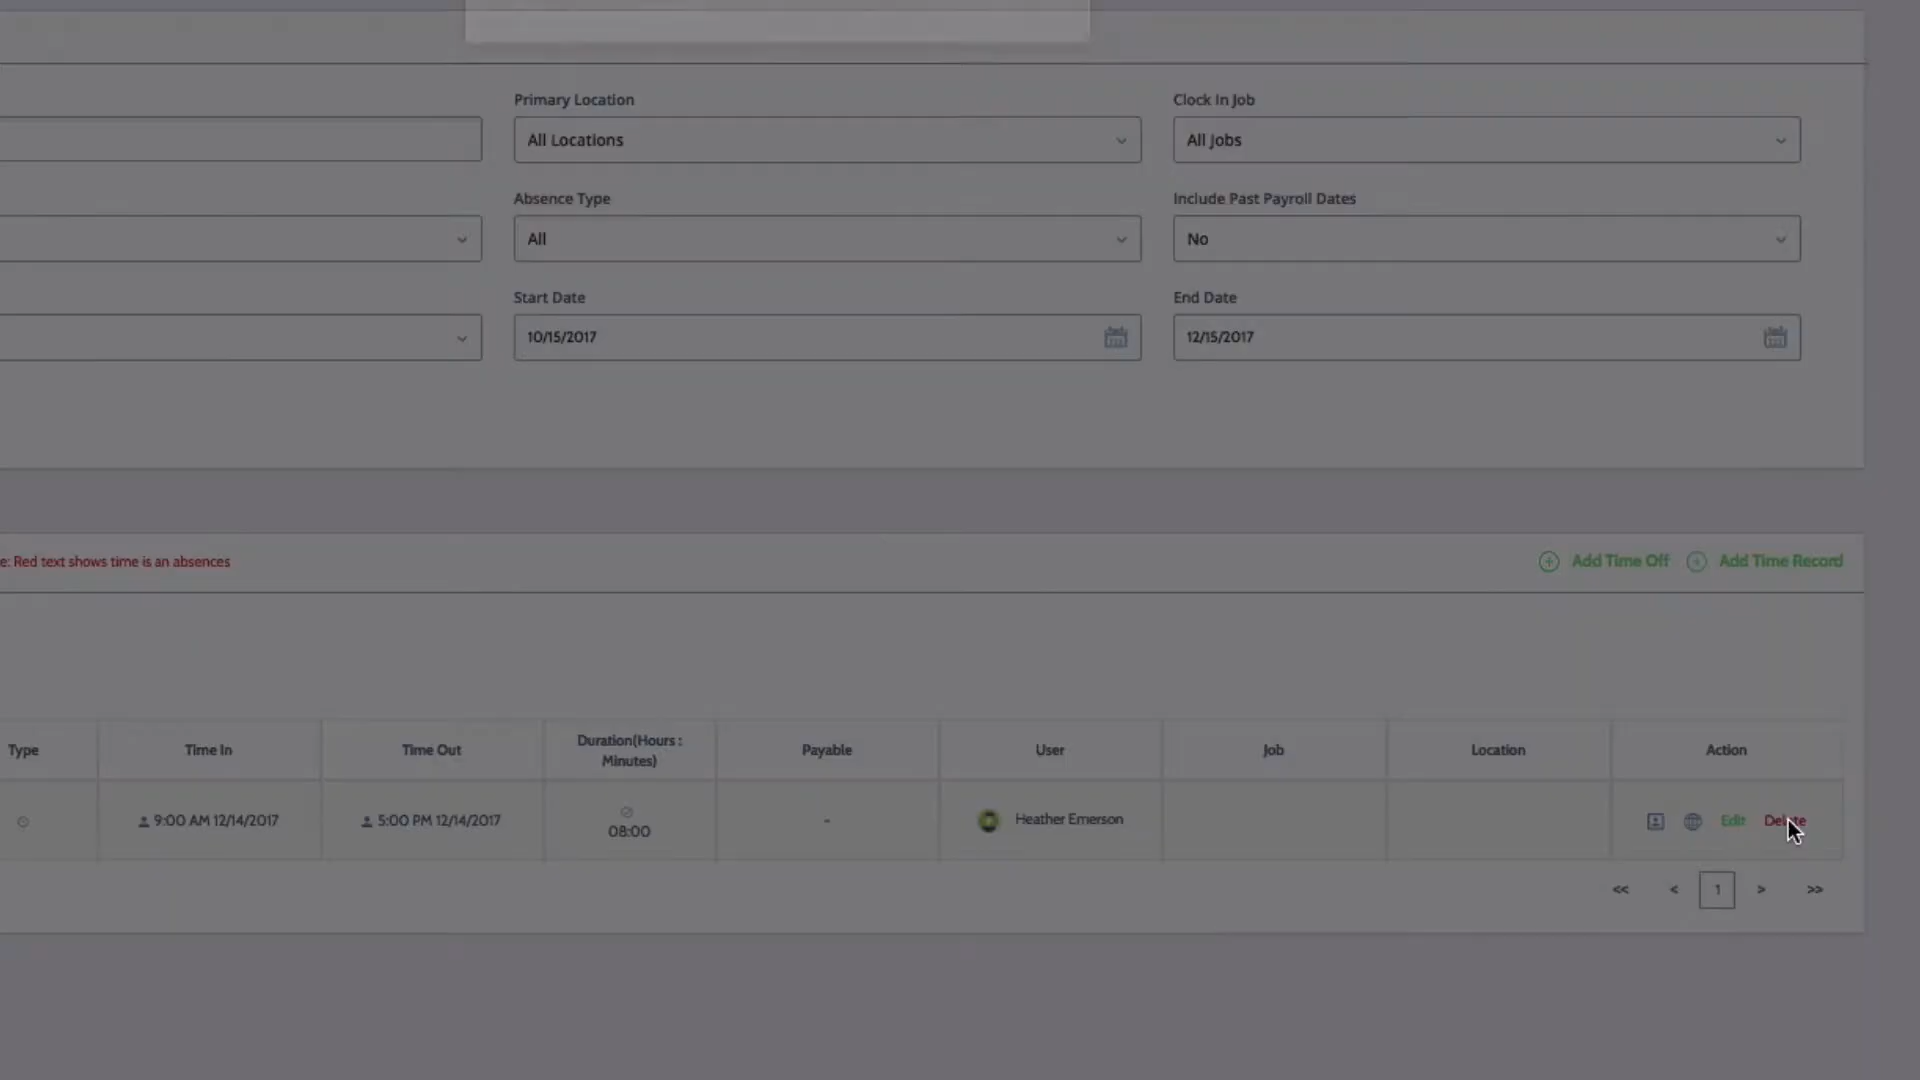 Primary Location
Clock In Job
All Locations
All Jobs
Absence Type
Include Past Payroll Dates
All
No
Start Date
End Date
10/15/2017
12/15/2017
e: Red text shows time is an absences
Add Time Off
Add Time Record
Type
Time In
Time Out
Duration(Hours :
Minutes)
Payable
User
Job
Location
Action
9:00 AM 12/14/2017
5:00 PM 12/14/2017
08:00
-
Heather Emerson
Edit
Delete
<<
<
1
>
>>